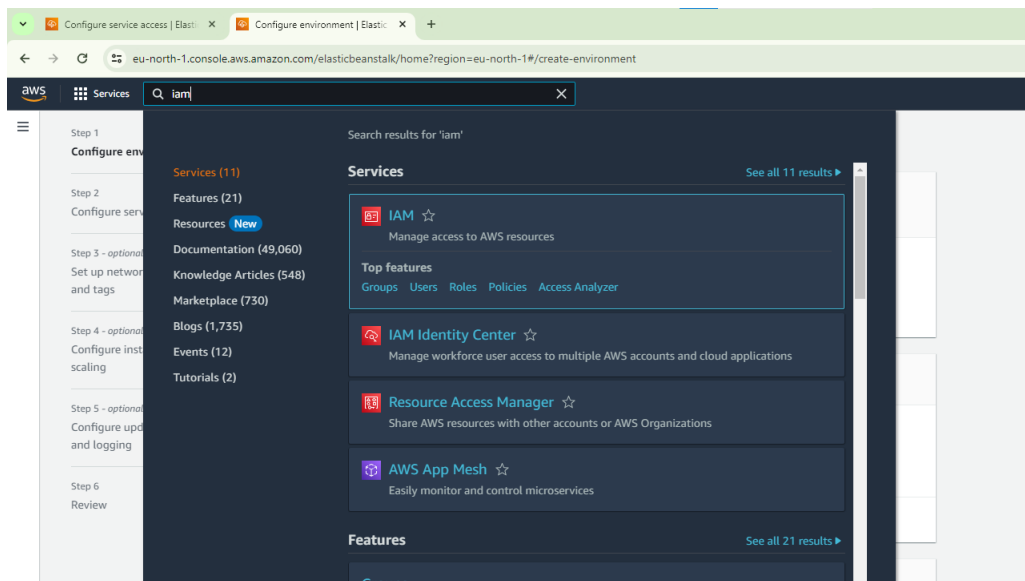 Configure service access | Elasti
Configure environment | Elastic
eu-north-1.console.aws.amazon.com/elasticbeanstalk/home?region=eu-north-1#/create-environment
aws
Services
iam
Step 1
Configure env
Step 2
Configure serv
Step 3 - optional
Set up networ
and tags
Step 4 - optional
Configure inst
scaling
Step 5 - optional
Configure upd
and logging
Step 6
Review
Services (11)
Features (21)
Resources New
Documentation (49,060)
Knowledge Articles (548)
Marketplace (730)
Blogs (1,735)
Events (12)
Tutorials (2)
Search results for 'iam'
Services
See all 11 results
IAM
Manage access to AWS resources
Top features
Groups Users Roles Policies Access Analyzer
IAM Identity Center
Manage workforce user access to multiple AWS accounts and cloud applications
Resource Access Manager
Share AWS resources with other accounts or AWS Organizations
AWS App Mesh
Easily monitor and control microservices
Features
See all 21 results